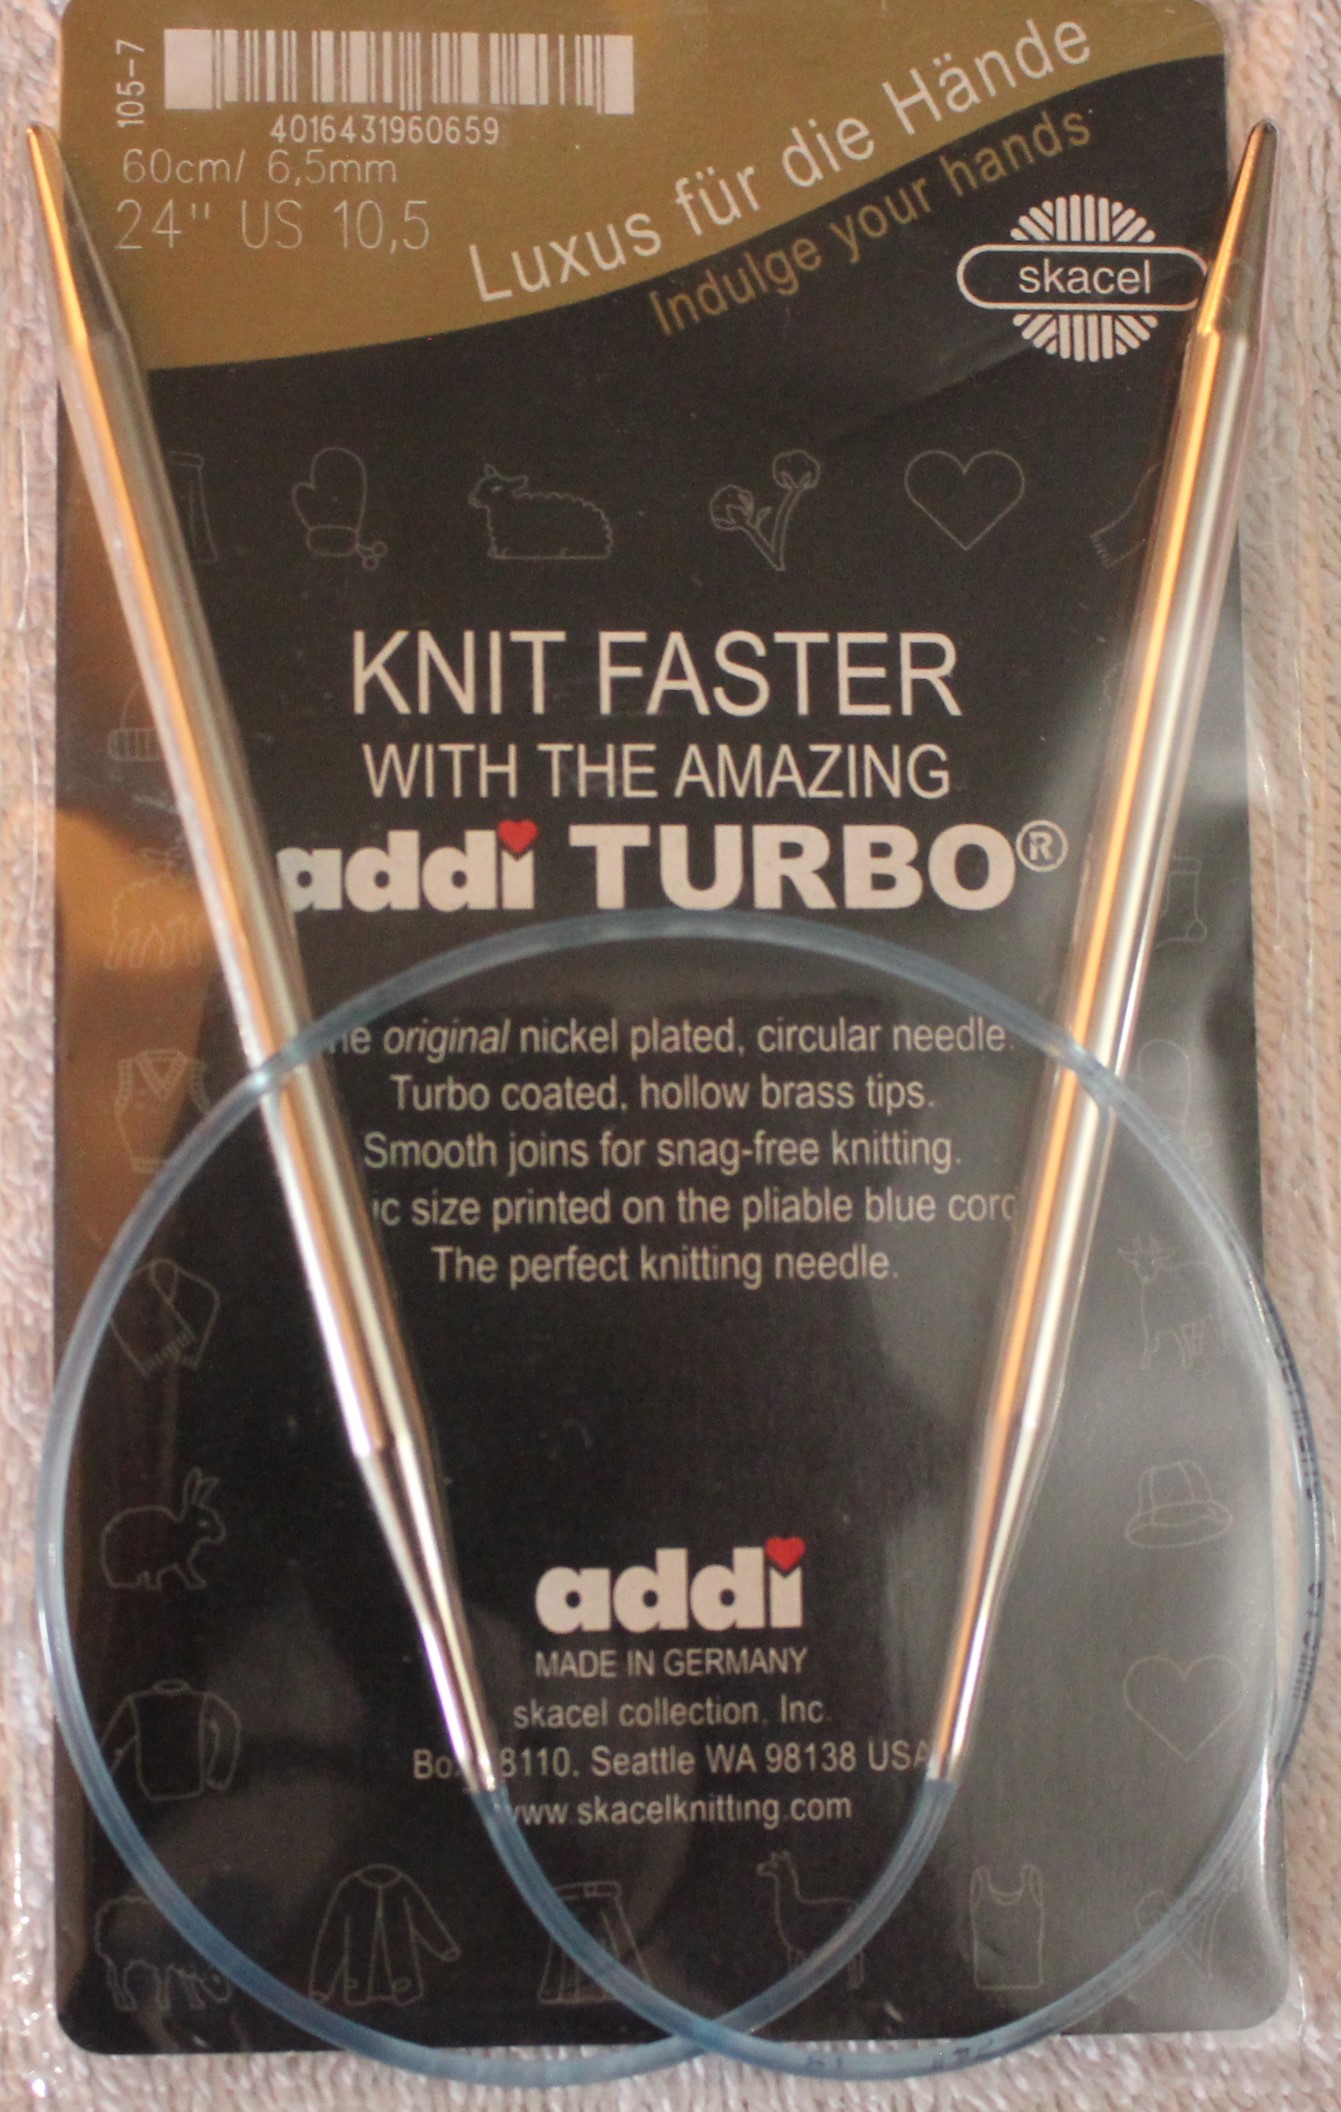 105-7
4016431960659
60cm/ 6,5mm
24" US 10,5
Luxus für die Hände
Indulge your hands
skacel
KNIT FASTER
WITH THE AMAZING
addi TURBO®
original nickel plated, circular needle.
Turbo coated, hollow brass tips.
Smooth joins for snag-free knitting.
size printed on the pliable blue cord
The perfect knitting needle.
addi
MADE IN GERMANY
skacel collection, Inc.
8110, Seattle WA 98138 USA
www.skacelknitting.com